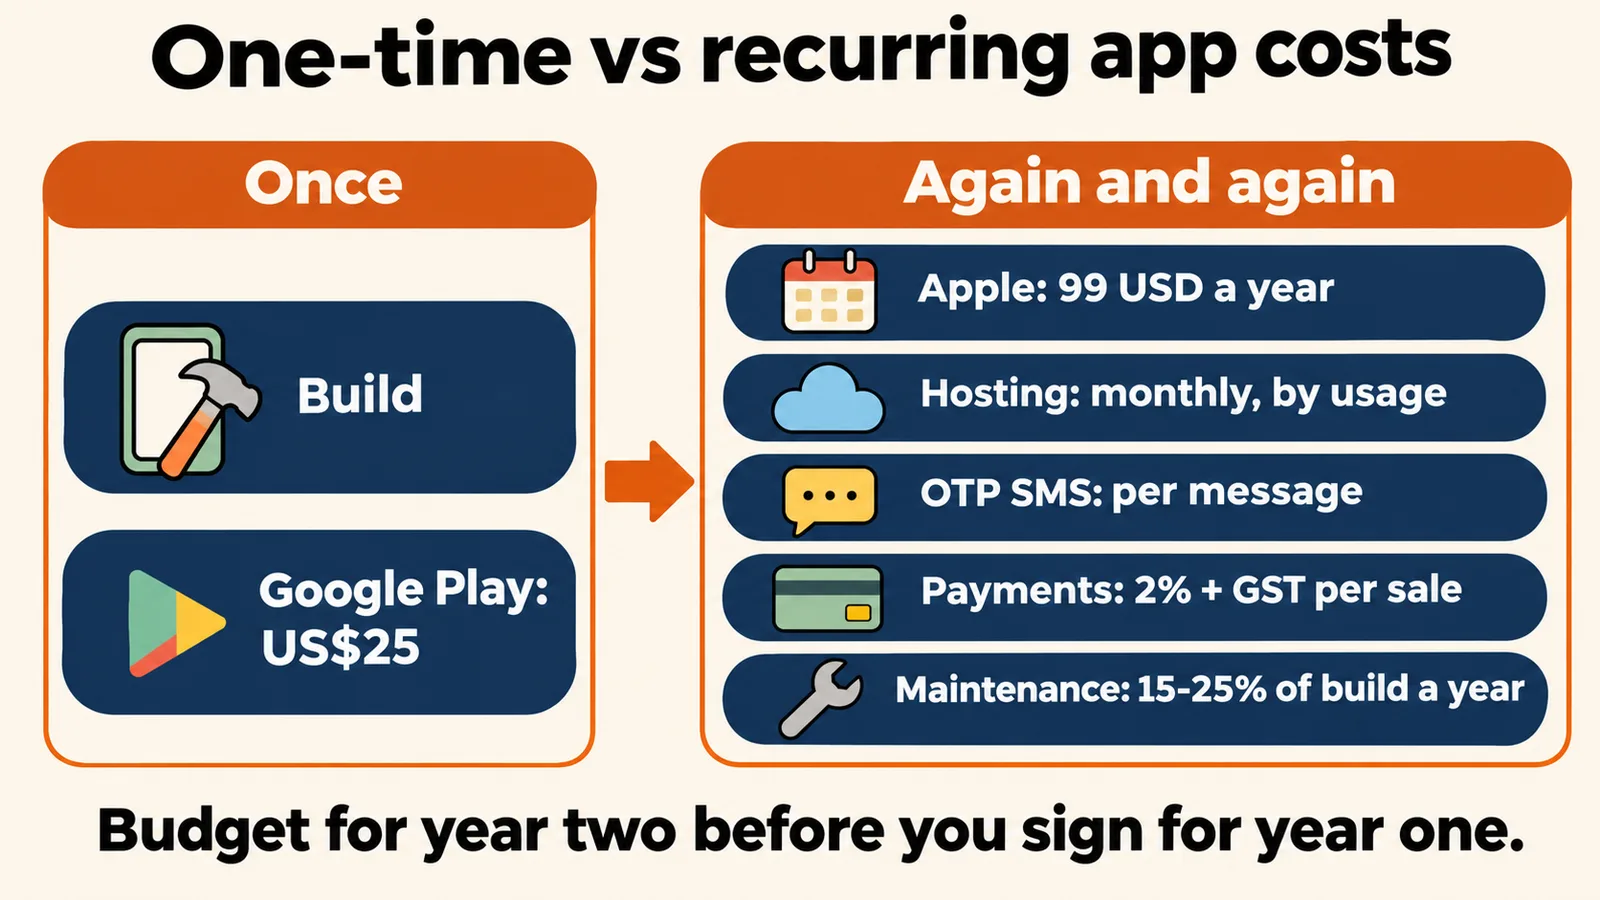 One-time vs recurring app costs
Once
Build
Google Play:
US$25
Again and again
Apple: 99 USD a year
Hosting: monthly, by usage
OTP SMS: per message
Payments: 2% + GST per sale
Maintenance: 15-25% of build a year
Budget for year two before you sign for year one.